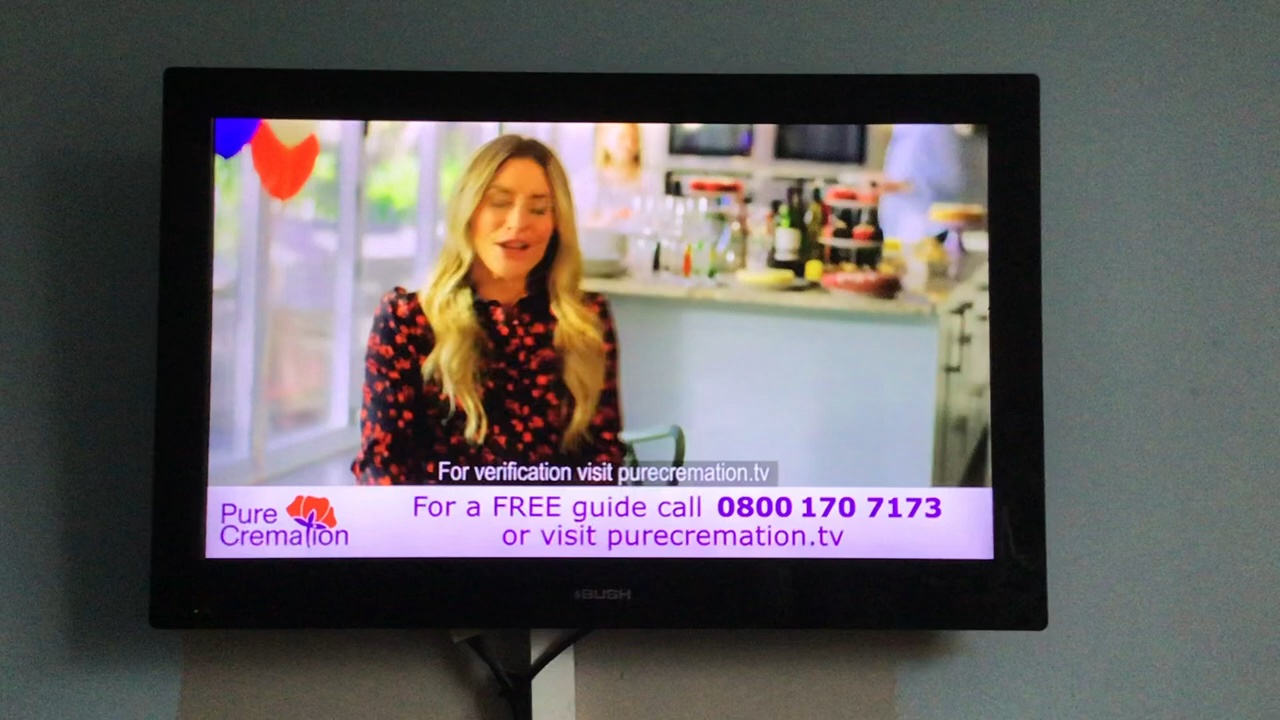 For verification visit purecremation.tv
Pure
Cremation
For a FREE guide call 0800 170 7173
or visit purecremation.tv
BUSH